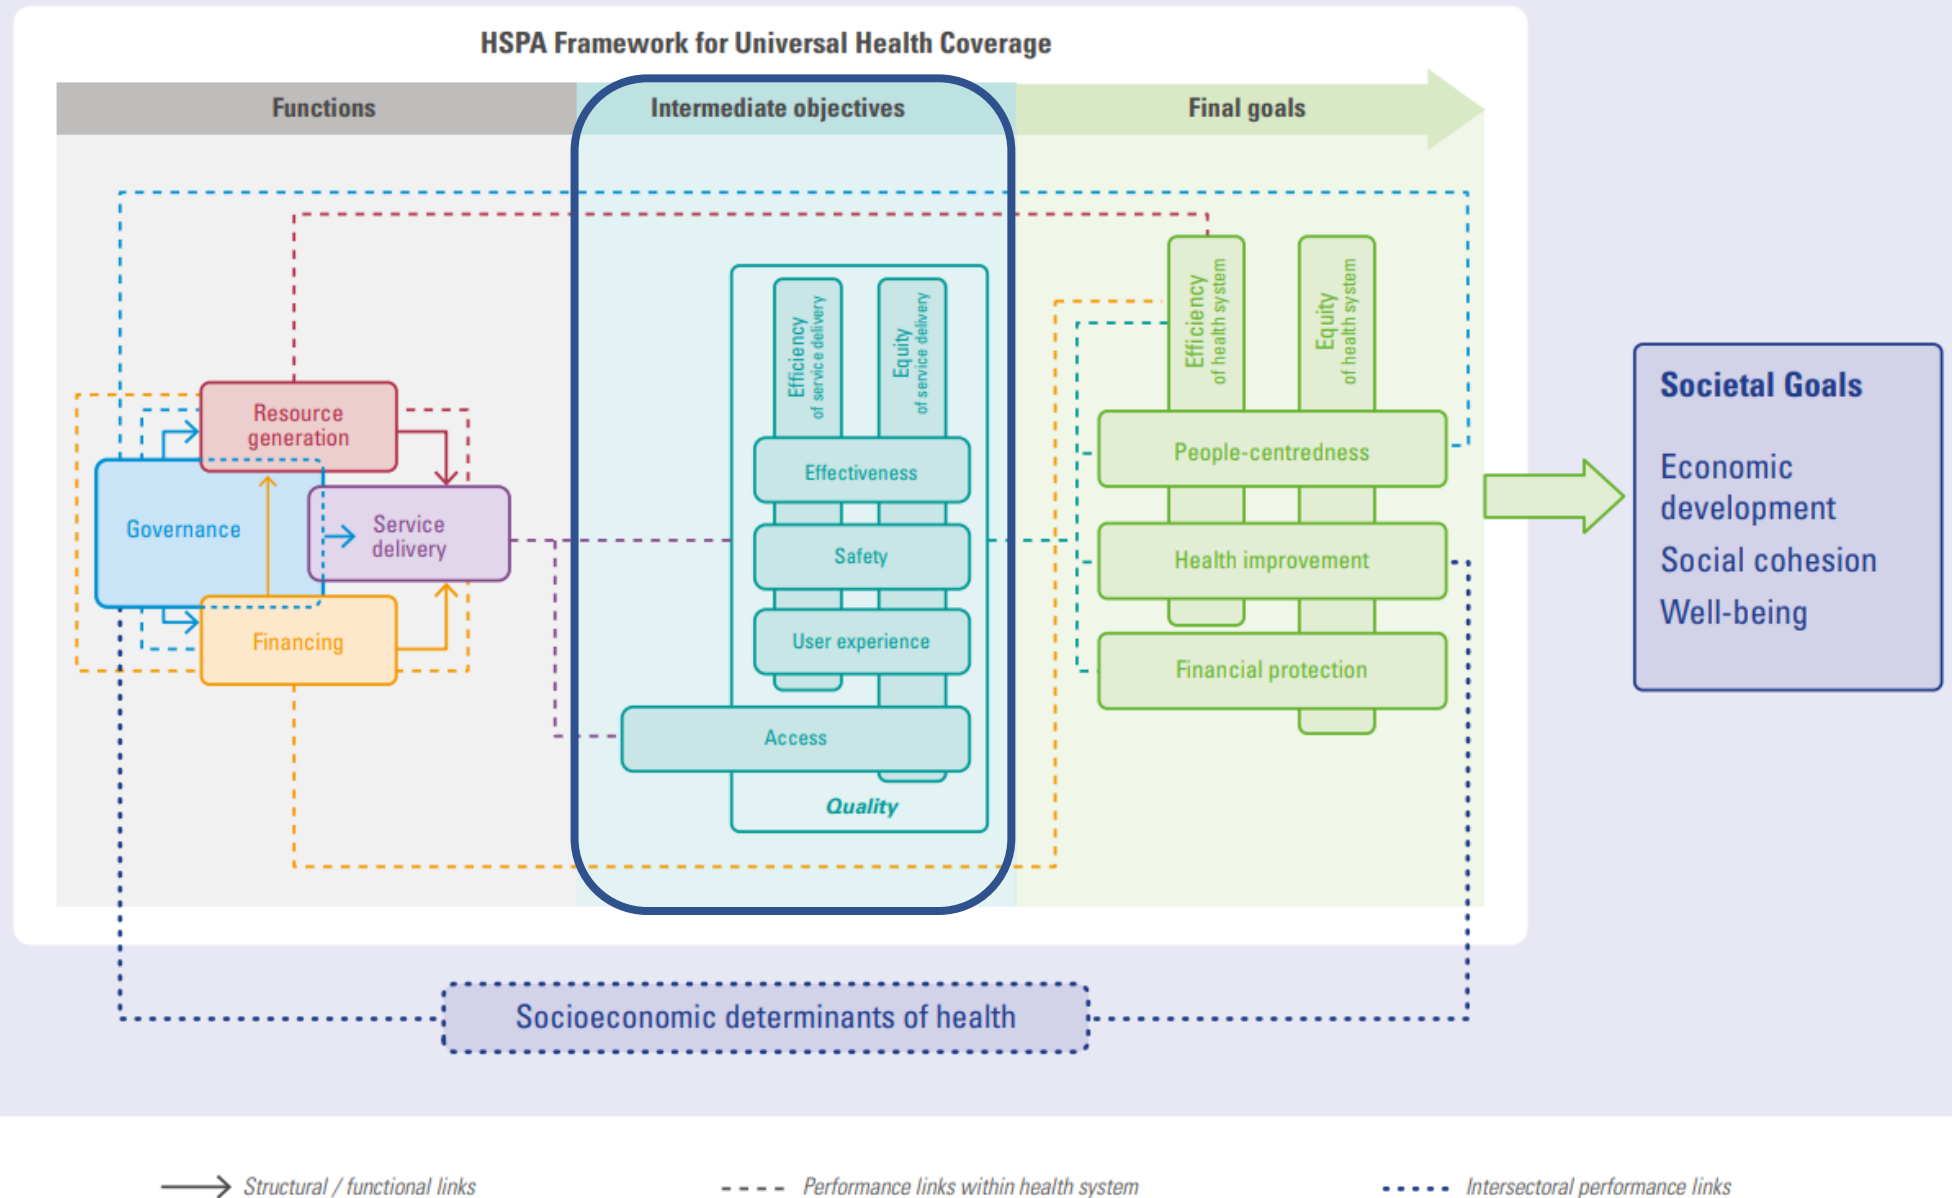 HSPA Framework for Universal Health Coverage
Functions
Intermediate objectives
Final goals
Resource
generation
Governance
Service
delivery
Financing
Efficiency
of service delivery
Equity
of service delivery
Effectiveness
Safety
User experience
Access
Quality
Efficiency
of health system
Equity
of health system
People-centredness
Health improvement
Financial protection
Societal Goals
Economic
development
Social cohesion
Well-being
Socioeconomic determinants of health
Structural / functional links
Performance links within health system
Intersectoral performance links